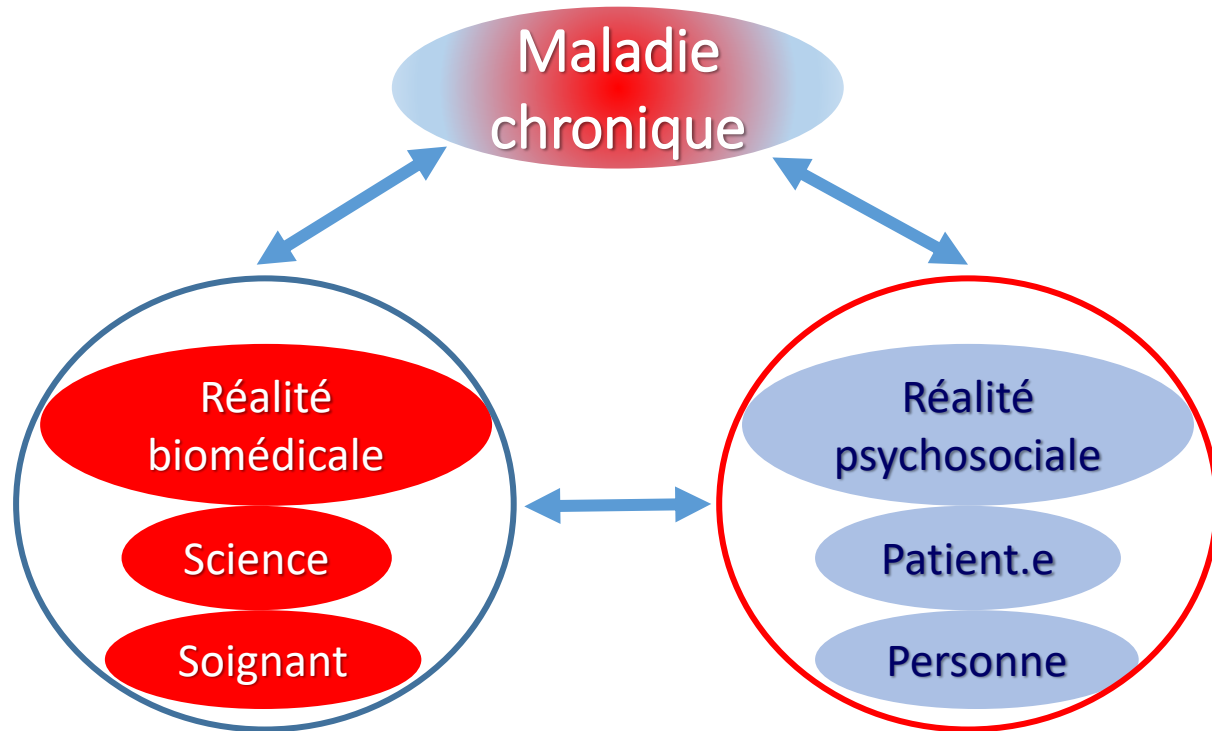 Maladie
chronique
Réalité
biomédicale
Science
Soignant
Réalité
psychosociale
Patient.e
Personne